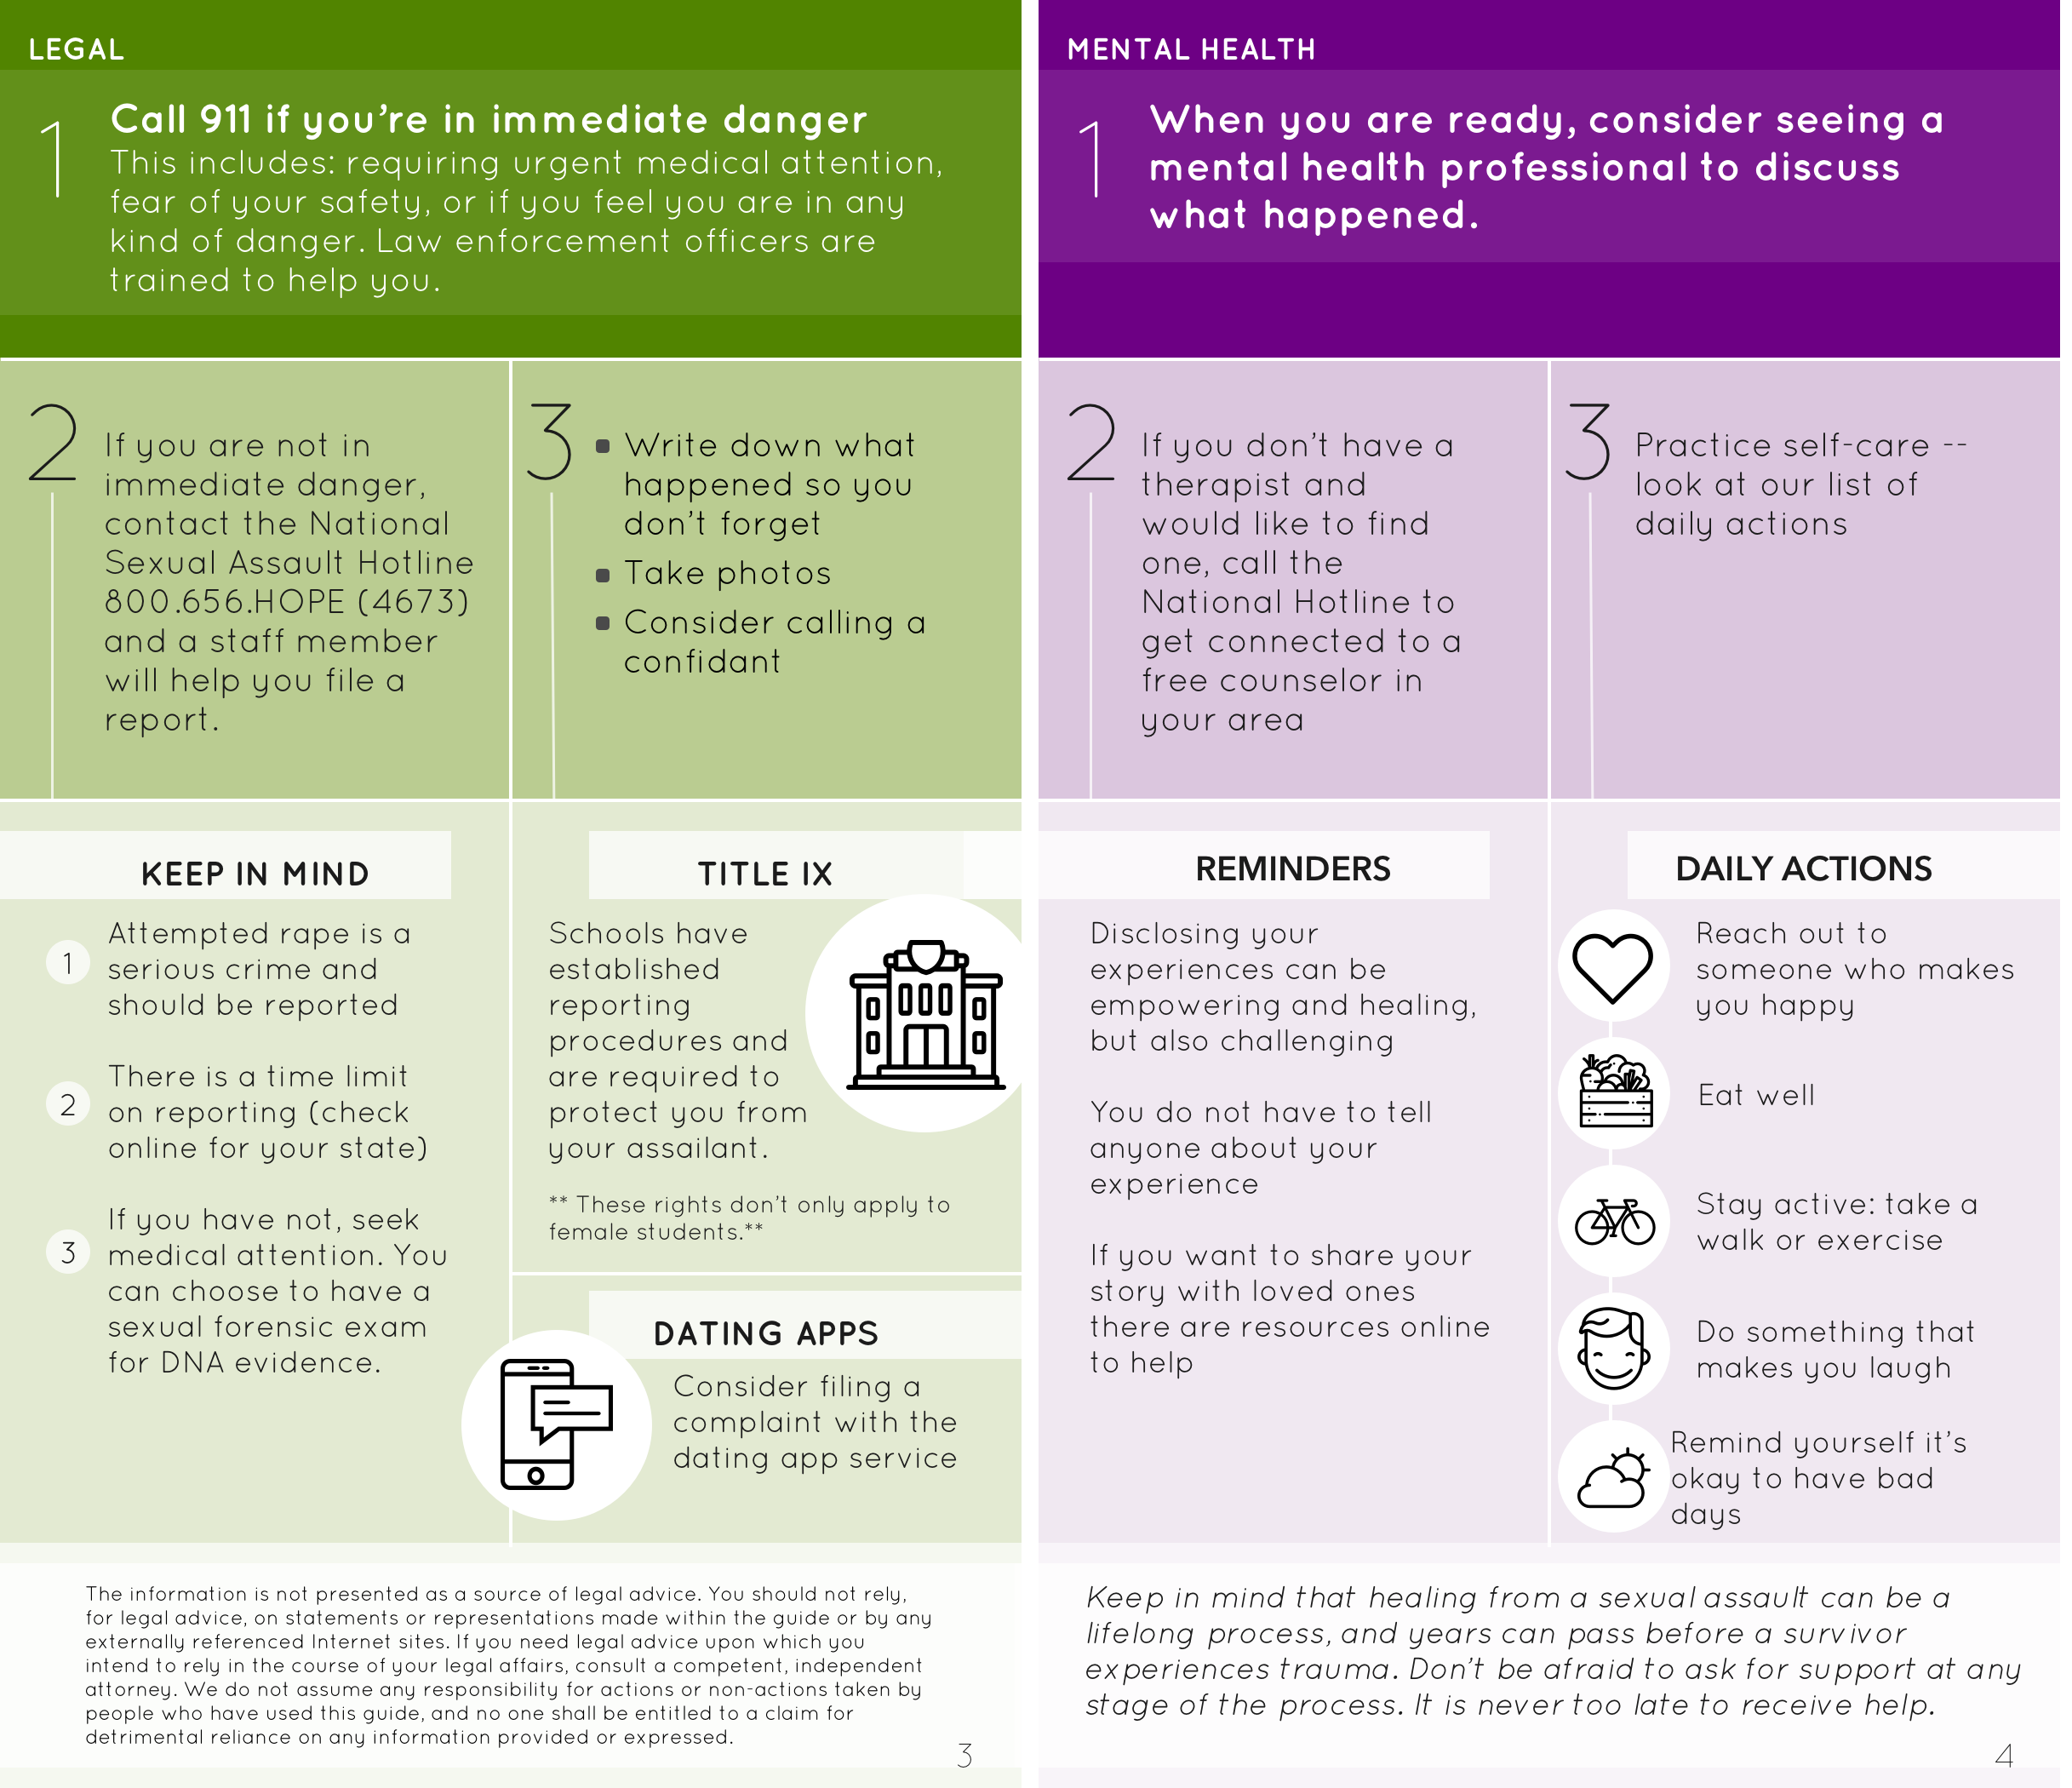 LEGAL
1
Call 911 if you're in immediate danger
This includes: requiring urgent medical attention,
fear of your safety, or if you feel you are in any
kind of danger. Law enforcement officers are
trained to help you.
2
If you are not in
immediate danger,
contact the National
Sexual Assault Hotline
800.656.HOPE (4673)
and a staff member
will help you file a
report.
3
▪ Write down what
happened so you
don't forget
▪ Take photos
▪ Consider calling a
confidant
KEEP IN MIND
1
Attempted rape is a
serious crime and
should be reported
2
There is a time limit
on reporting (check
online for your state)
3
If you have not, seek
medical attention. You
can choose to have a
sexual forensic exam
for DNA evidence.
TITLE IX
Schools have
established
reporting
procedures and
are required to
protect you from
your assailant.
** These rights don't only apply to
female students.**
DATING APPS
Consider filing a
complaint with the
dating app service
The information is not presented as a source of legal advice. You should not rely,
for legal advice, on statements or representations made within the guide or by any
externally referenced Internet sites. If you need legal advice upon which you
intend to rely in the course of your legal affairs, consult a competent, independent
attorney. We do not assume any responsibility for actions or non-actions taken by
people who have used this guide, and no one shall be entitled to a claim for
detrimental reliance on any information provided or expressed.
3
MENTAL HEALTH
1
When you are ready, consider seeing a
mental health professional to discuss
what happened.
2
If you don't have a
therapist and
would like to find
one, call the
National Hotline to
get connected to a
free counselor in
your area
3
Practice self-care --
look at our list of
daily actions
REMINDERS
Disclosing your
experiences can be
empowering and healing,
but also challenging
You do not have to tell
anyone about your
experience
If you want to share your
story with loved ones
there are resources online
to help
DAILY ACTIONS
Reach out to
someone who makes
you happy
Eat well
Stay active: take a
walk or exercise
Do something that
makes you laugh
Remind yourself it's
okay to have bad
days
Keep in mind that healing from a sexual assault can be a
lifelong process, and years can pass before a survivor
experiences trauma. Don't be afraid to ask for support at any
stage of the process. It is never too late to receive help.
4